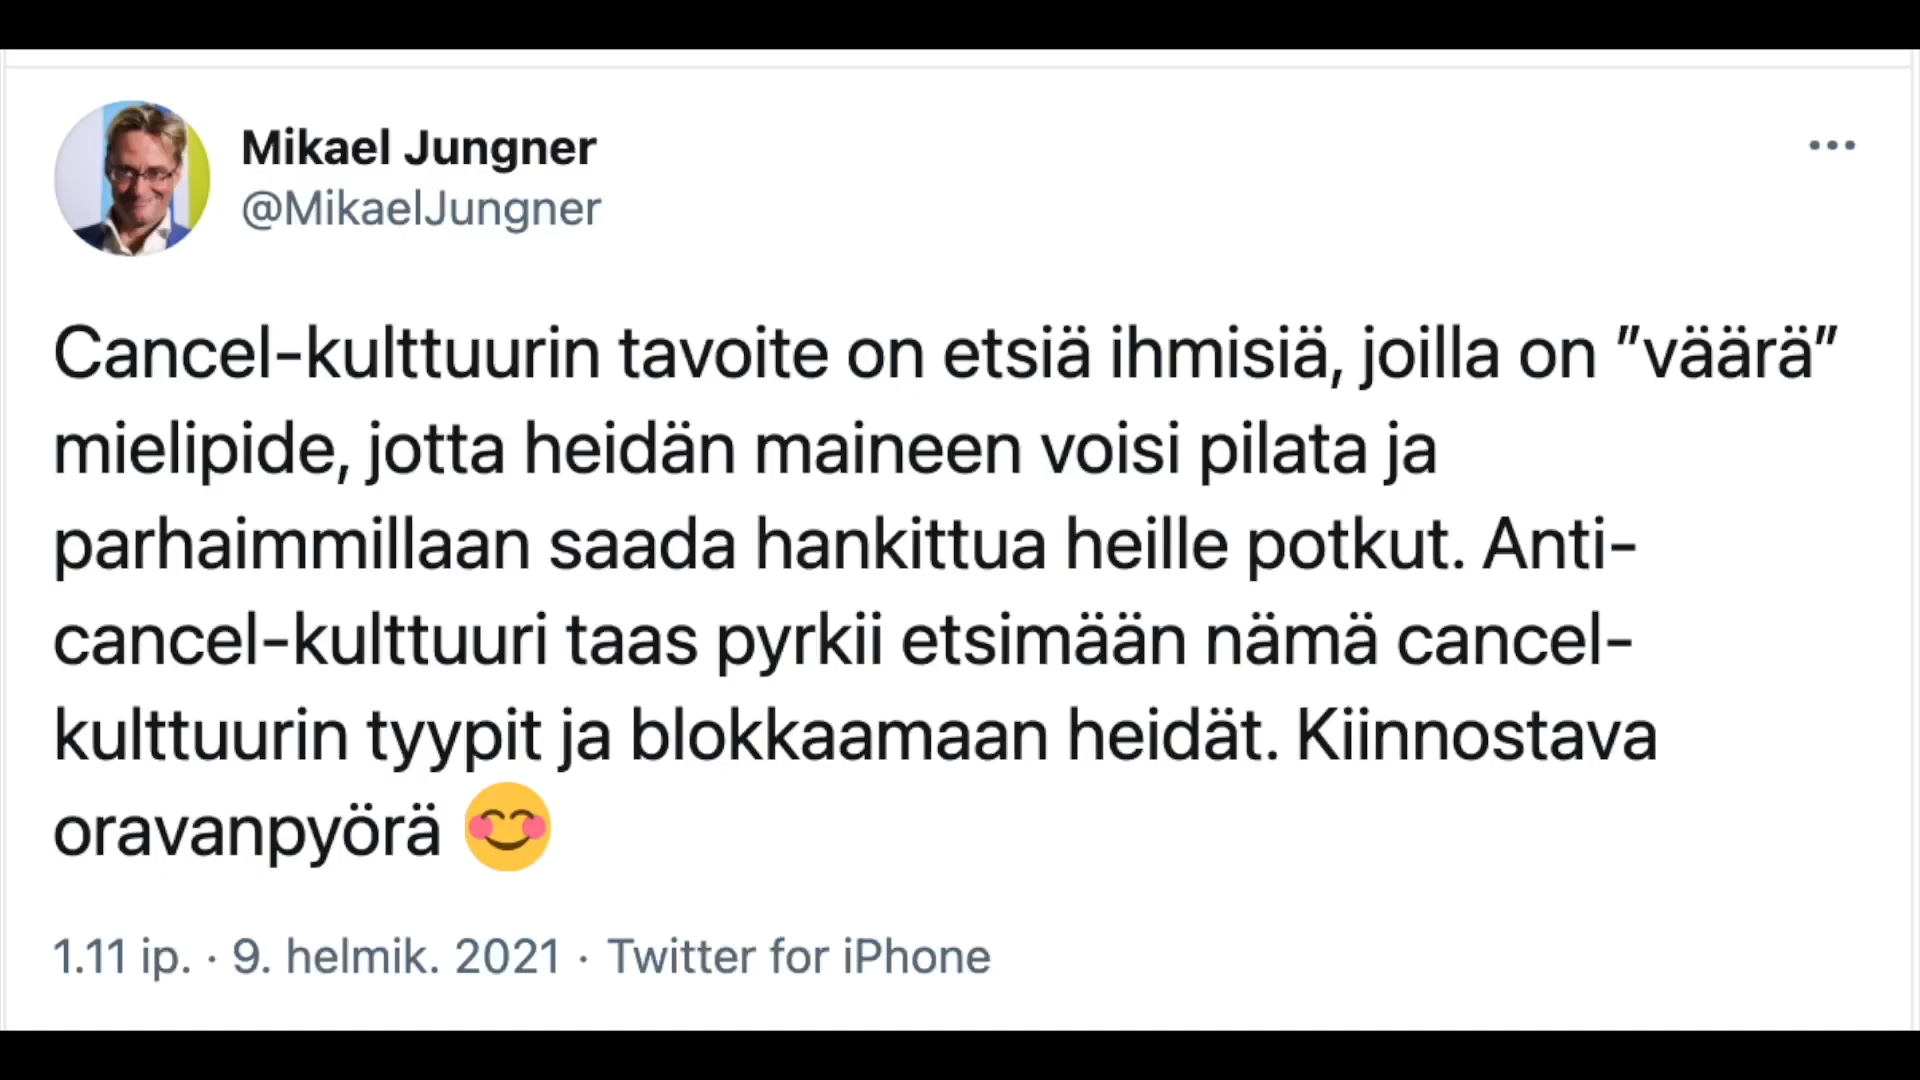 Mikael Jungner
@MikaelJungner
Cancel-kulttuurin tavoite on etsiä ihmisiä, joilla on ”väärä”
mielipide, jotta heidän maineen voisi pilata ja
parhaimmillaan saada hankittua heille potkut. Anti-
cancel-kulttuuri taas pyrkii etsimään nämä cancel-
kulttuurin tyypit ja blokkaamaan heidät. Kiinnostava
oravanpyörä 😊
1.11 ip. · 9. helmik. 2021 · Twitter for iPhone